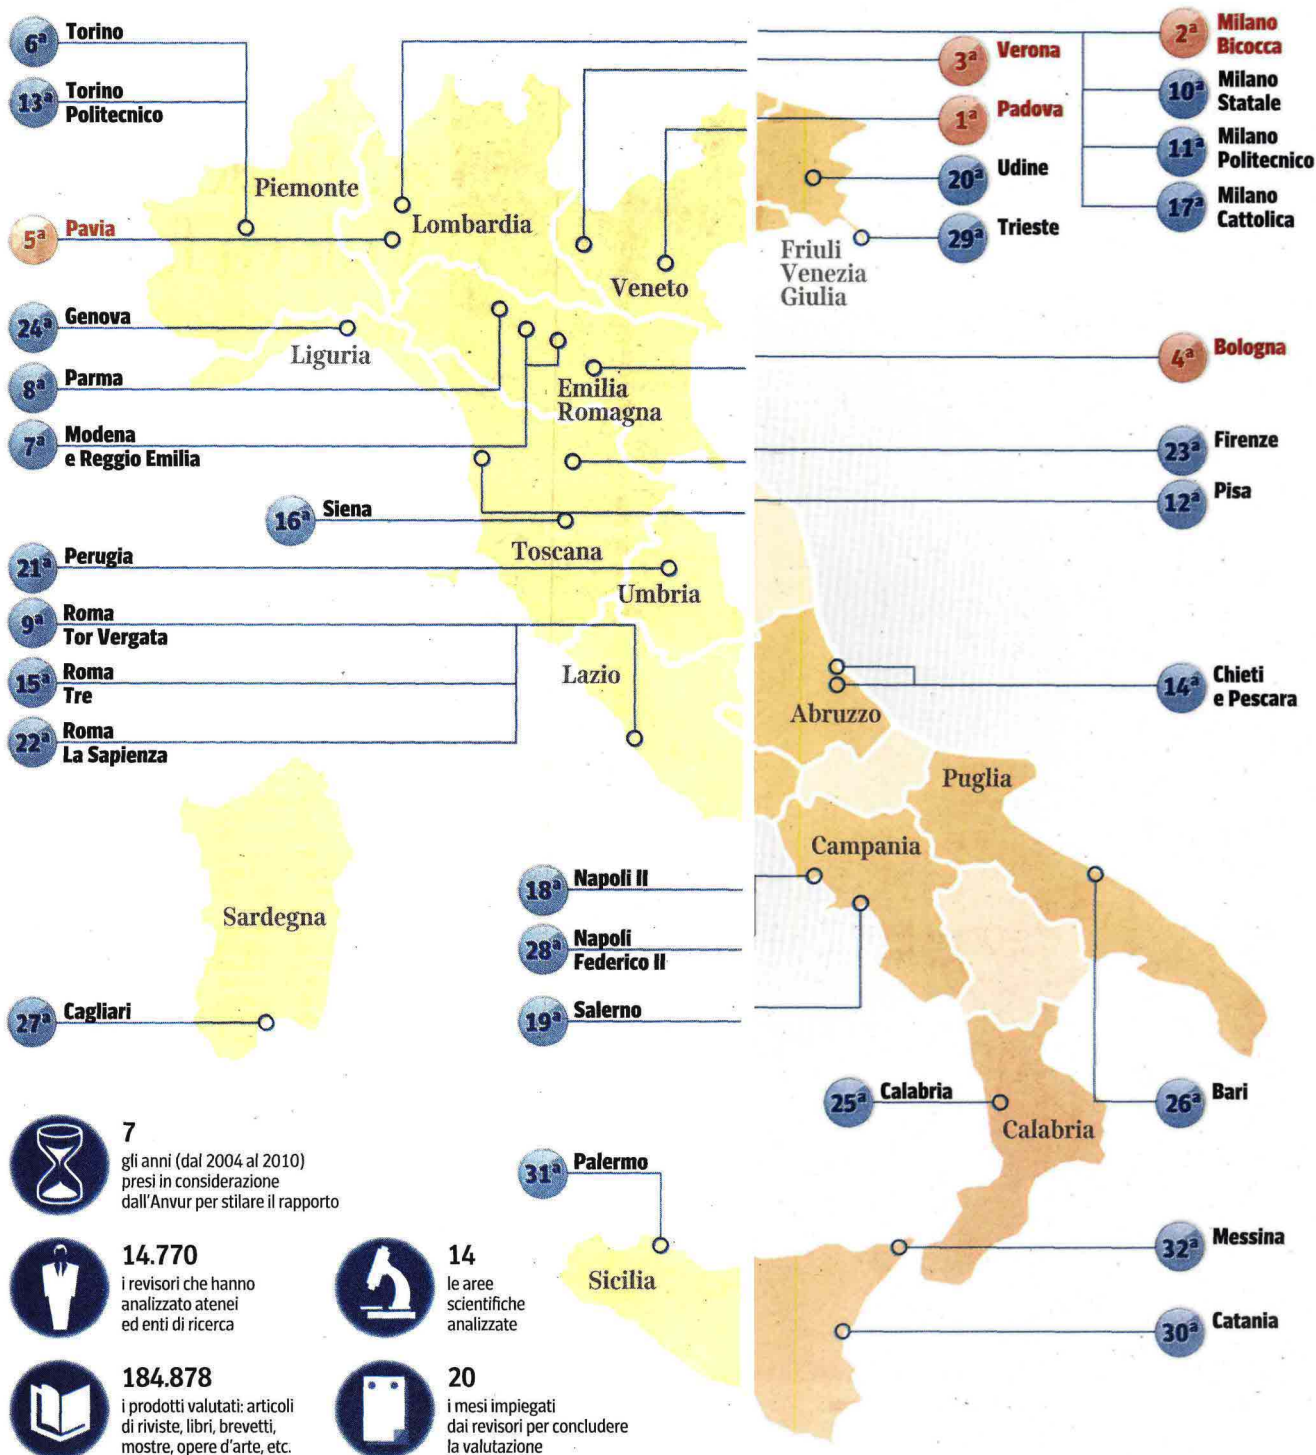 6ª Torino
13ª Torino
Politecnico
5ª Pavia
24ª Genova
8ª Parma
7ª Modena
e Reggio Emilia
16ª Siena
21ª Perugia
9ª Roma
Tor Vergata
15ª Roma
Tre
22ª Roma
La Sapienza
27ª Cagliari
Piemonte
Lombardia
Veneto
Liguria
Emilia
Romagna
Toscana
Umbria
Lazio
Sardegna
2ª Milano
Bicocca
3ª Verona
10ª Milano
Statale
1ª Padova
11ª Milano
Politecnico
20ª Udine
17ª Milano
Cattolica
29ª Trieste
Friuli
Venezia
Giulia
4ª Bologna
23ª Firenze
12ª Pisa
14ª Chieti
e Pescara
Abruzzo
Puglia
Campania
18ª Napoli II
28ª Napoli
Federico II
19ª Salerno
25ª Calabria
26ª Bari
Calabria
31ª Palermo
32ª Messina
Sicilia
30ª Catania
7
gli anni (dal 2004 al 2010)
presi in considerazione
dall'Anvur per stilare il rapporto
14.770
i revisori che hanno
analizzato atenei
ed enti di ricerca
14
le aree
scientifiche
analizzate
184.878
i prodotti valutati: articoli
di riviste, libri, brevetti,
mostre, opere d'arte, etc.
20
i mesi impiegati
dai revisori per concludere
la valutazione